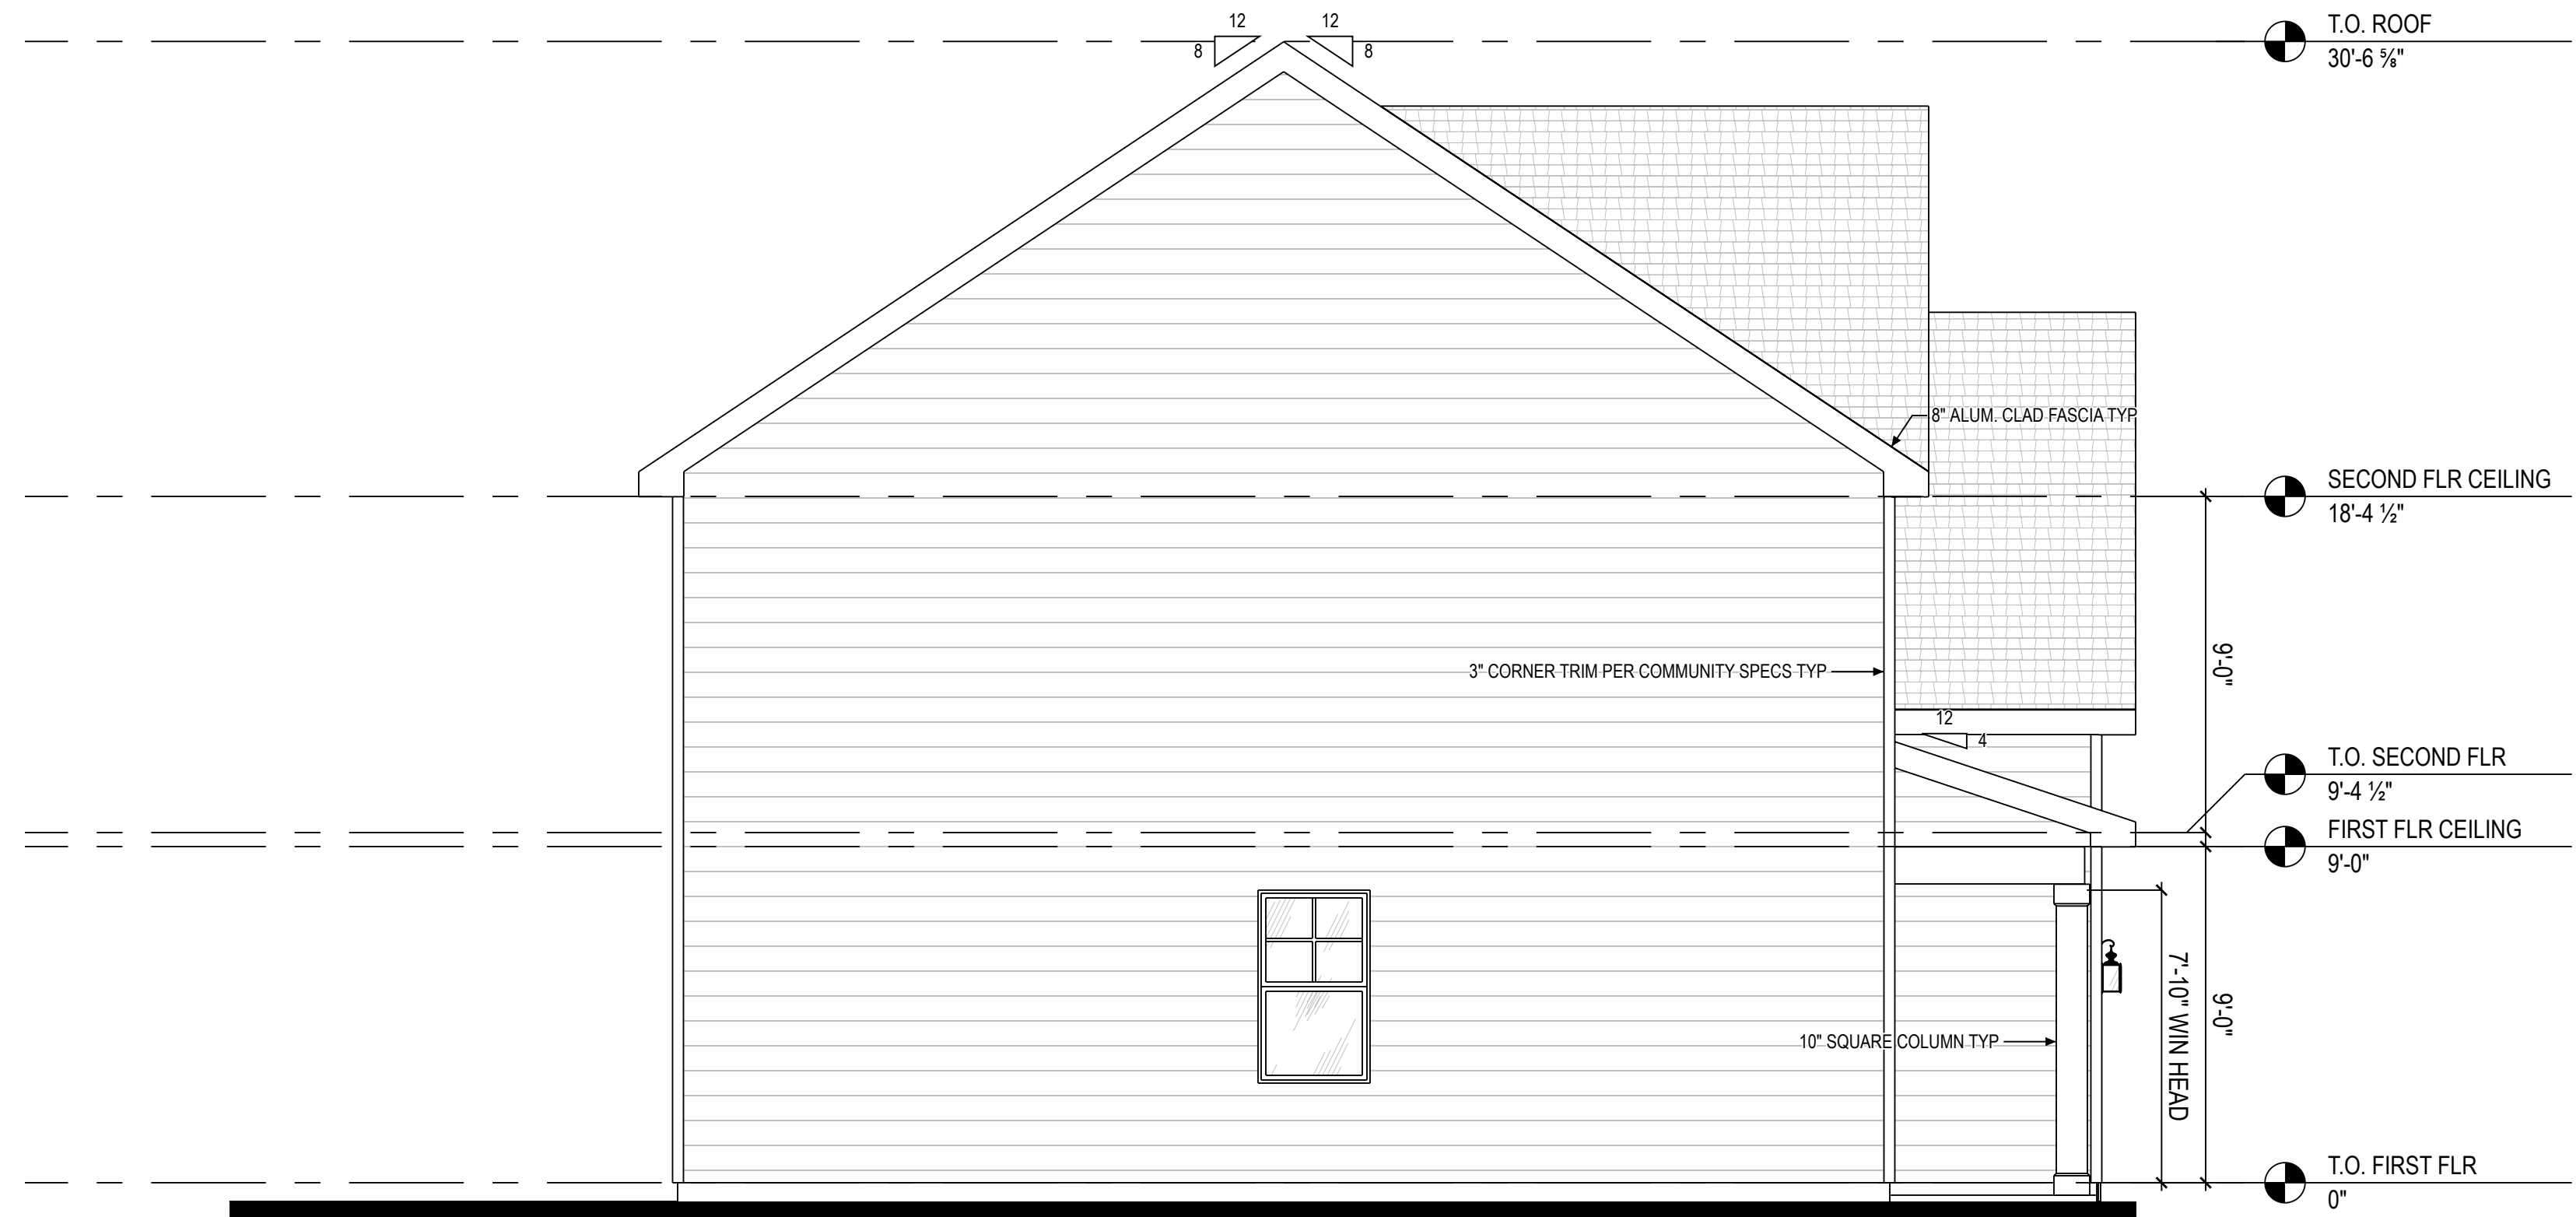 12
12
T.O. ROOF
8
8
30'-6 ⅝"
8" ALUM. CLAD FASCIA TYP
SECOND FLR CEILING
18'-4 ½"
9'-0"
3" CORNER TRIM PER COMMUNITY SPECS TYP
12
4
T.O. SECOND FLR
9'-4 ½"
FIRST FLR CEILING
9'-0"
7'-10" WIN HEAD
9'-0"
10" SQUARE COLUMN TYP
T.O. FIRST FLR
0"